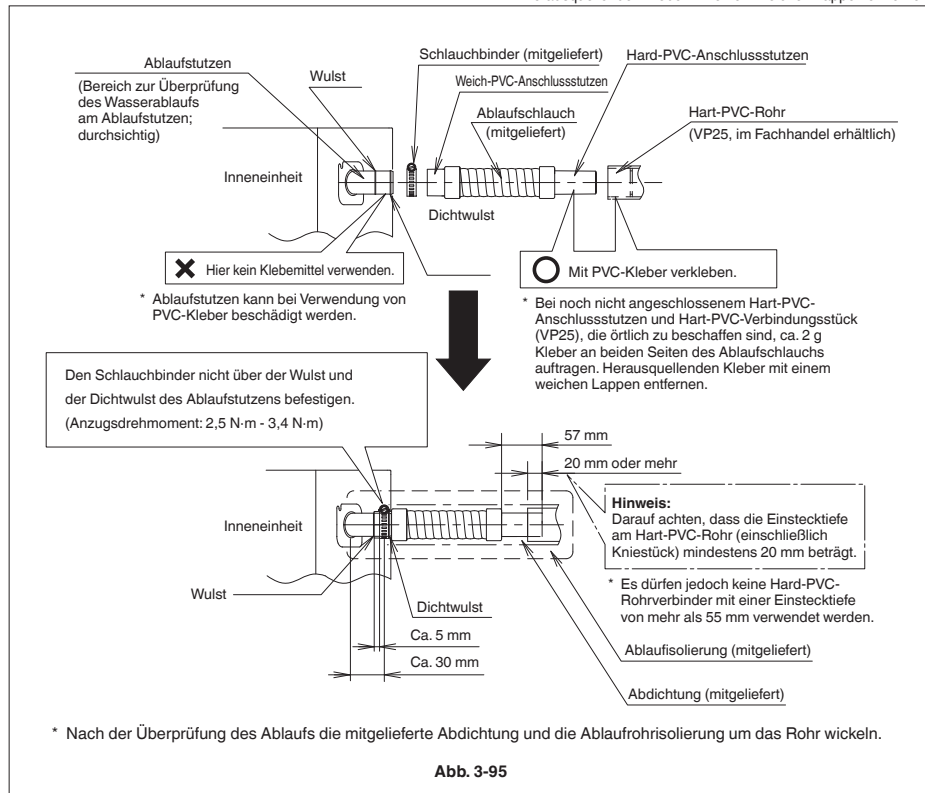 Ablaufstutzen
(Bereich zur Überprüfung
des Wasserablaufs
am Ablaufstutzen;
durchsichtig)
Wulst
Schlauchbinder (mitgeliefert)
Weich-PVC-Anschlussstutzen
Ablaufschlauch
(mitgeliefert)
Hard-PVC-Anschlussstutzen
Hart-PVC-Rohr
(VP25, im Fachhandel erhältlich)
Inneneinheit
Dichtwulst
Hier kein Klebemittel verwenden.
* Ablaufstutzen kann bei Verwendung von
PVC-Kleber beschädigt werden.
Mit PVC-Kleber verkleben.
* Bei noch nicht angeschlossenem Hart-PVC-
Anschlussstutzen und Hart-PVC-Verbindungsstück
(VP25), die örtlich zu beschaffen sind, ca. 2 g
Kleber an beiden Seiten des Ablaufschlauchs
auftragen. Herausquellenden Kleber mit einem
weichen Lappen entfernen.
Den Schlauchbinder nicht über der Wulst und
der Dichtwulst des Ablaufstutzens befestigen.
(Anzugsdrehmoment: 2,5 N·m - 3,4 N·m)
57 mm
20 mm oder mehr
Hinweis:
Darauf achten, dass die Einstecktiefe
am Hart-PVC-Rohr (einschließlich
Kniestück) mindestens 20 mm beträgt.
* Es dürfen jedoch keine Hard-PVC-
Rohrverbinder mit einer Einstecktiefe
von mehr als 55 mm verwendet werden.
Inneneinheit
Wulst
Dichtwulst
Ca. 5 mm
Ca. 30 mm
Ablaufisolierung (mitgeliefert)
Abdichtung (mitgeliefert)
* Nach der Überprüfung des Ablaufs die mitgelieferte Abdichtung und die Ablaufrohrisolierung um das Rohr wickeln.
Abb. 3-95